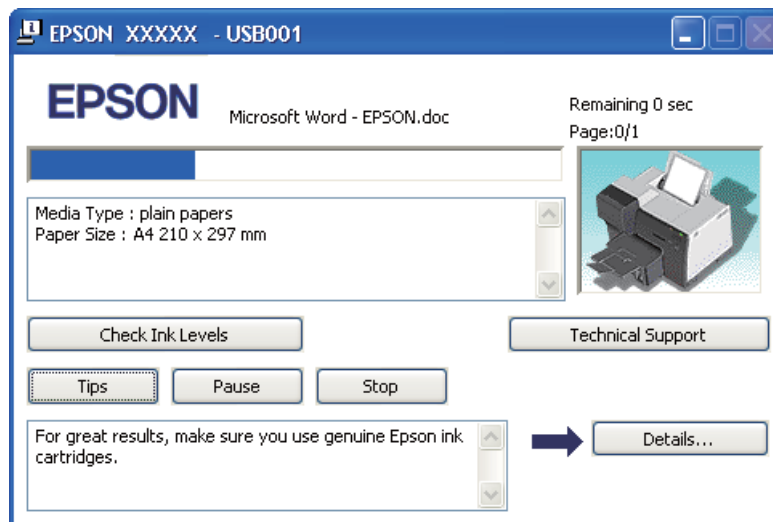 EPSON XXXXX - USB001
EPSON
Microsoft Word - EPSON.doc
Remaining 0 sec
Page:0/1
Media Type : plain papers
Paper Size : A4 210 x 297 mm
Check Ink Levels
Technical Support
Tips
Pause
Stop
For great results, make sure you use genuine Epson ink
cartridges.
Details...